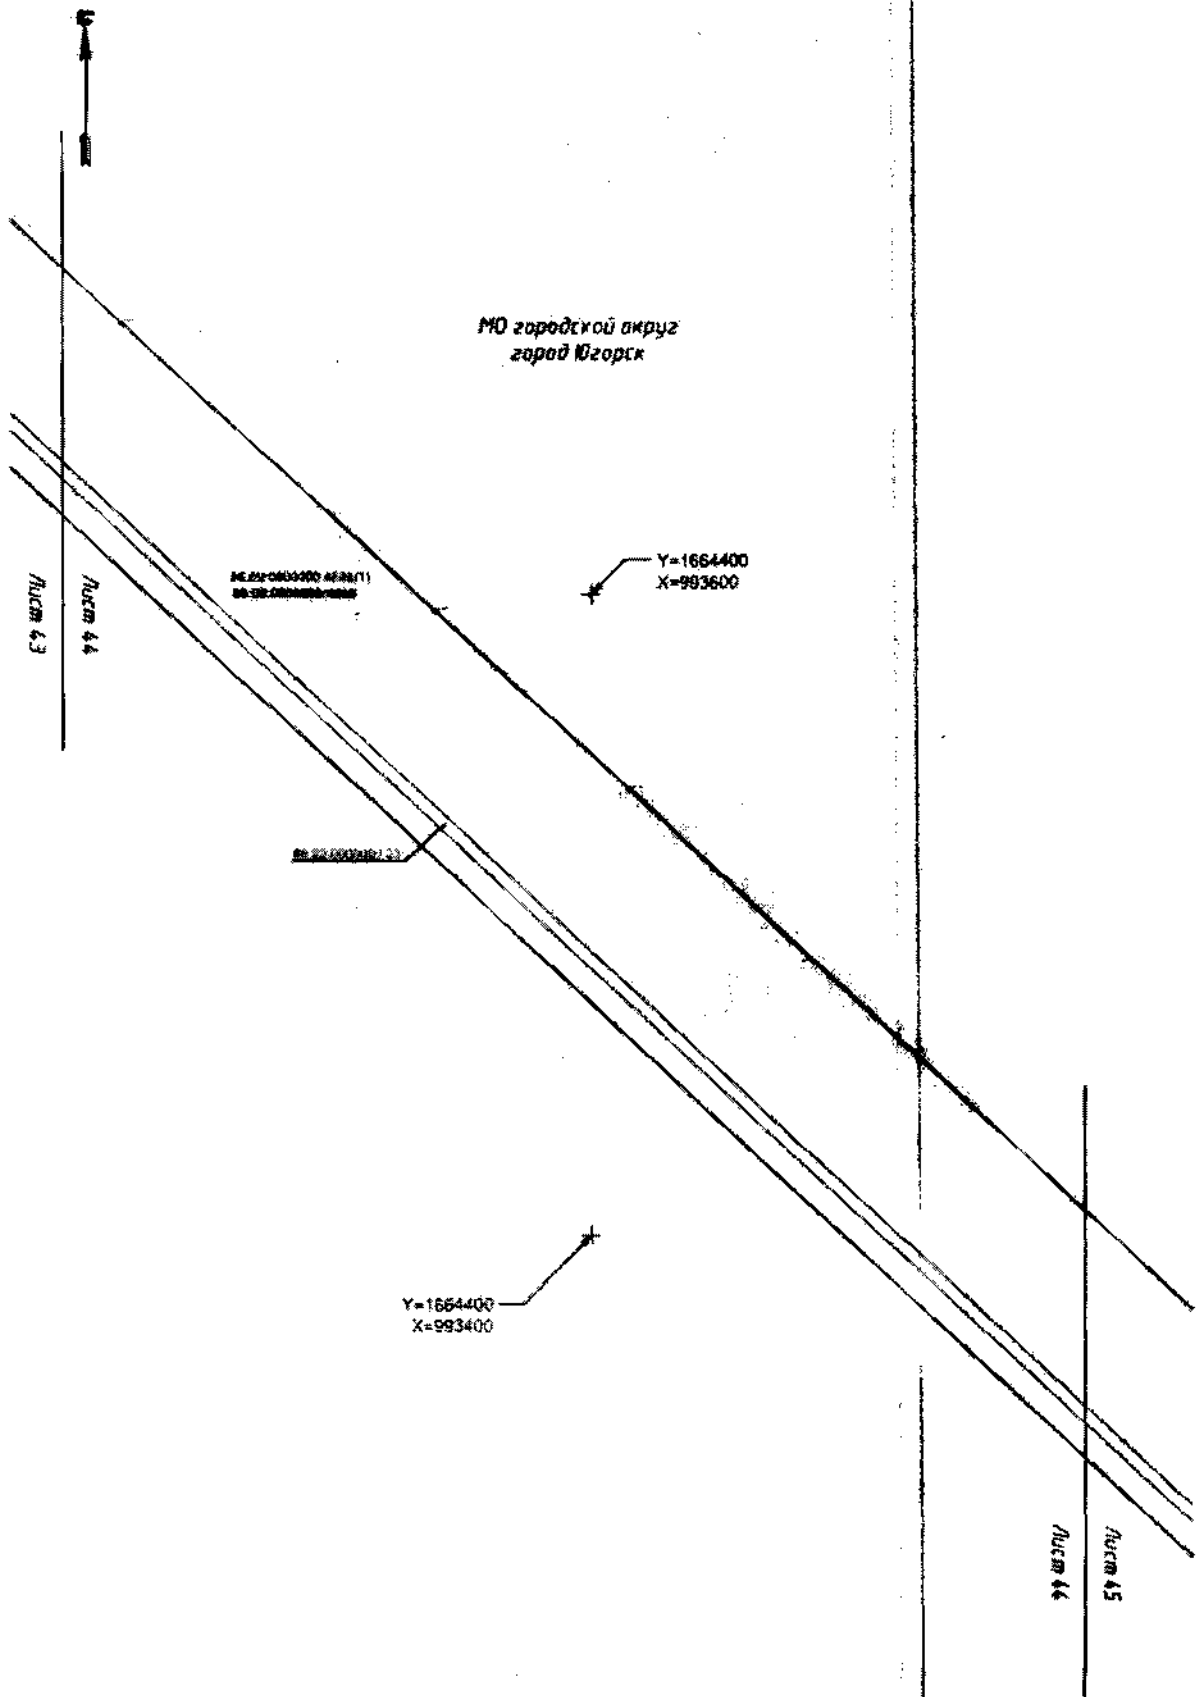 МО городской округ
город Югорск
Y=1664400
X=993600
Лист 43
Лист 44
Y=1664400
X=993400
Лист 44
Лист 45